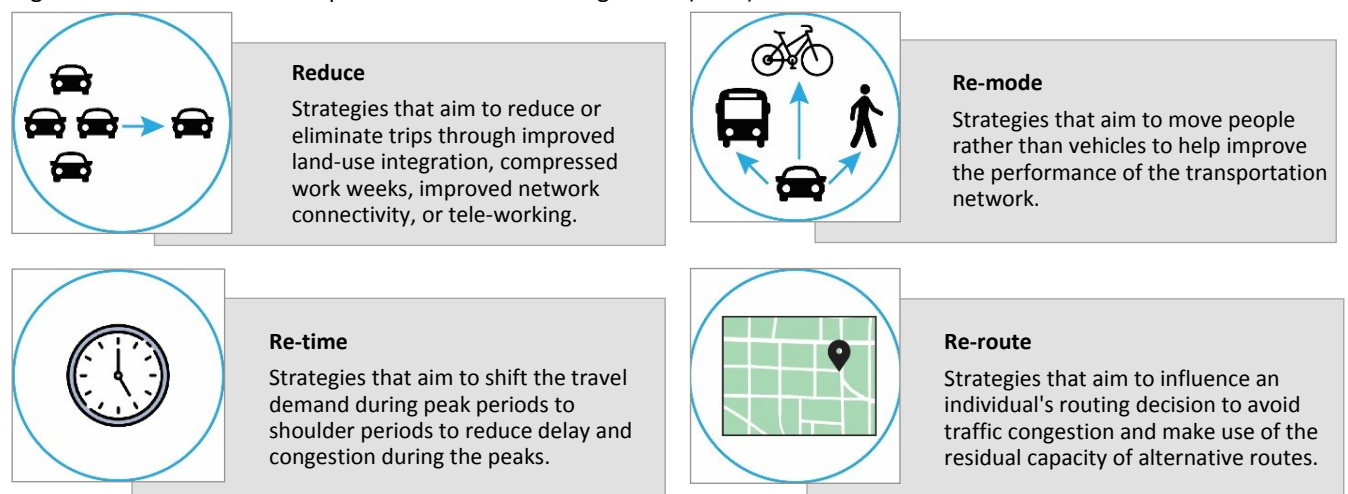 Reduce
Strategies that aim to reduce or
eliminate trips through improved
land-use integration, compressed
work weeks, improved network
connectivity, or tele-working.
Re-mode
Strategies that aim to move people
rather than vehicles to help improve
the performance of the transportation
network.
Re-time
Strategies that aim to shift the travel
demand during peak periods to
shoulder periods to reduce delay and
congestion during the peaks.
Re-route
Strategies that aim to influence an
individual's routing decision to avoid
traffic congestion and make use of the
residual capacity of alternative routes.